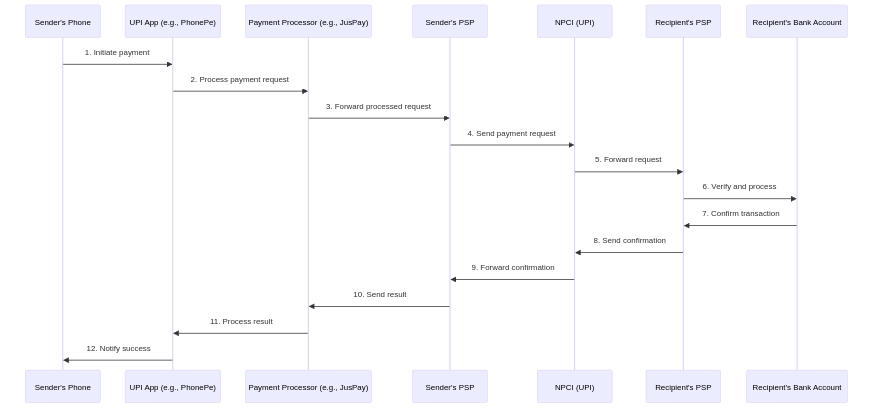 Sender's Phone
UPI App (e.g., PhonePe)
Payment Processor (e.g., JusPay)
Sender's PSP
NPCI (UPI)
Recipient's PSP
Recipient's Bank Account
1. Initiate payment
2. Process payment request
3. Forward processed request
4. Send payment request
5. Forward request
6. Verify and process
7. Confirm transaction
8. Send confirmation
9. Forward confirmation
10. Send result
11. Process result
12. Notify success
Sender's Phone
UPI App (e.g., PhonePe)
Payment Processor (e.g., JusPay)
Sender's PSP
NPCI (UPI)
Recipient's PSP
Recipient's Bank Account